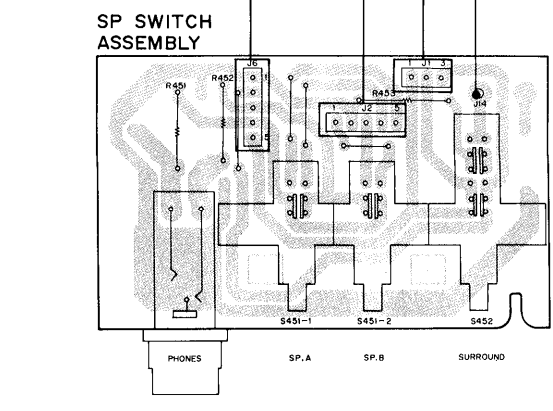 SP SWITCH
ASSEMBLY
J6
1
5
R451
R452
R453
1 J1 3
J14
1 J2 5
S451-1
S451-2
S452
PHONES
SP.A
SP.B
SURROUND